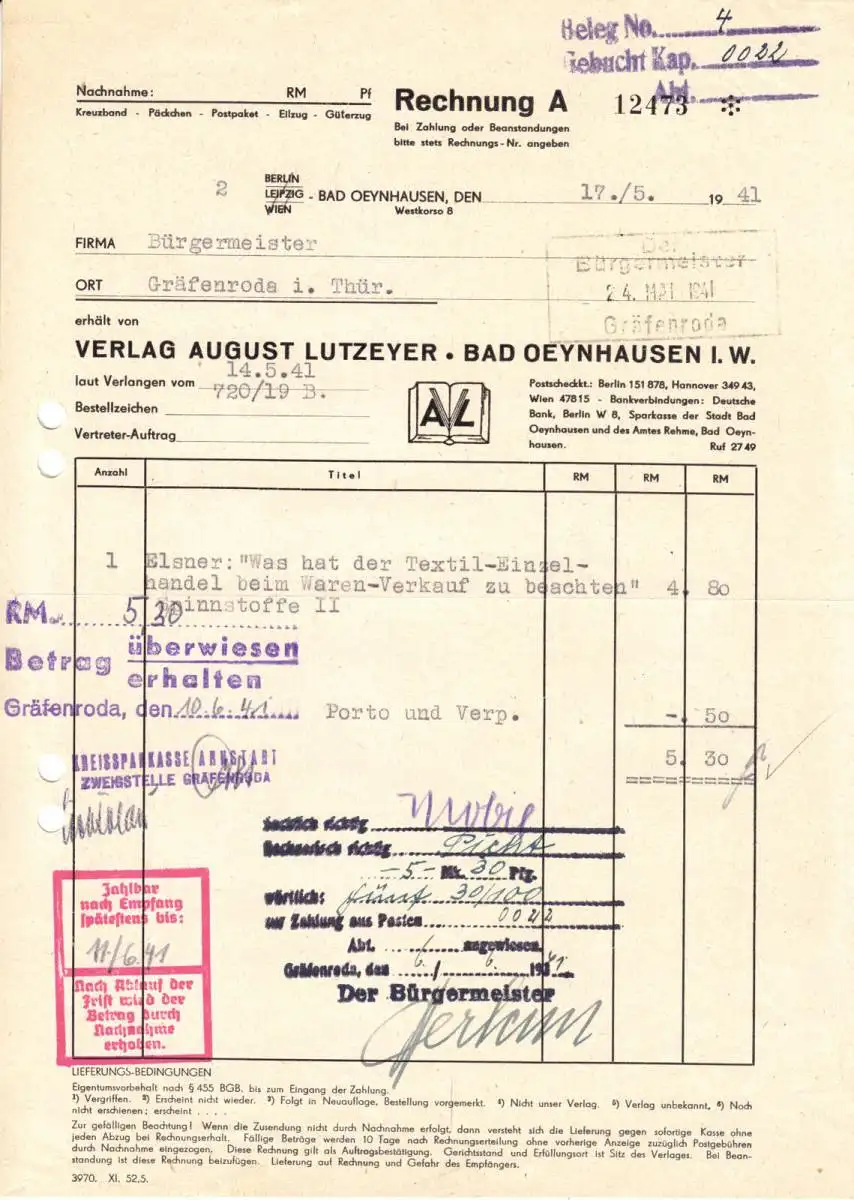 Beleg No. 4
Gebucht Kap. 0022
Abt.
Nachnahme: RM Pf
Kreuzband - Päckchen - Postpaket - Eilzug - Güterzug
Rechnung A 12473 ✻
Bei Zahlung oder Beanstandungen
bitte stets Rechnungs-Nr. angeben
2
BERLIN
LEIPZIG - BAD OEYNHAUSEN, DEN 17./5. 1941
WIEN
Westkorso 8
FIRMA Bürgermeister
ORT Gräfenroda i. Thür.
Der
Bürgermeister
24. MAI 1941
Gräfenroda
erhält von
VERLAG AUGUST LUTZEYER • BAD OEYNHAUSEN I. W.
14.5.41
laut Verlangen vom 720/19 B.
Bestellzeichen
Vertreter-Auftrag
AVL
Postscheckkt.: Berlin 151 878, Hannover 349 43,
Wien 478 15 - Bankverbindungen: Deutsche
Bank, Berlin W 8, Sparkasse der Stadt Bad
Oeynhausen und des Amtes Rehme, Bad Oeyn-
hausen. Ruf 27 49
Anzahl Titel RM RM RM
1 Elsner: "Was hat der Textil-Einzel-
handel beim Waren-Verkauf zu beachten" 4. 80
Spinnstoffe II
RM. 5,30
Betrag überwiesen
erhalten
Gräfenroda, den 10.6.41
Porto und Verp. -. 50
5. 30
KREISSPARKASSE ARNSTADT
ZWEIGSTELLE GRÄFENRODA
Sachlich richtig
Rechnerisch richtig
-5- Mk. 30 Pfg.
wörtlich: fünf 30/100
zur Zahlung aus Posten 0022
Abt. 6 angewiesen.
Gräfenroda, den 6./6. 1941
Der Bürgermeister
Zahlbar
nach Empfang
spätestens bis:
11/6.41
Nach Ablauf der
Frist wird der
Betrag durch
Nachnahme
erhoben.
LIEFERUNGS-BEDINGUNGEN
Eigentumsvorbehalt nach § 455 BGB. bis zum Eingang der Zahlung.
¹) Vergriffen. ²) Erscheint nicht wieder. ³) Folgt in Neuauflage, Bestellung vorgemerkt. ⁴) Nicht unser Verlag. ⁵) Verlag unbekannt, ⁶) Noch
nicht erschienen; erscheint . . . .
Zur gefälligen Beachtung! Wenn die Zusendung nicht durch Nachnahme erfolgt, dann versteht sich die Lieferung gegen sofortige Kasse ohne
jeden Abzug bei Rechnungserhalt. Fällige Beträge werden 10 Tage nach Rechnungserteilung ohne vorherige Anzeige zuzüglich Postgebühren
durch Nachnahme eingezogen. Diese Rechnung gilt als Auftragsbestätigung. Gerichtsstand und Erfüllungsort ist Sitz des Verlages. Bei Bean-
standung ist diese Rechnung beizufügen. Lieferung auf Rechnung und Gefahr des Empfängers.
3970. XI. 52,5.